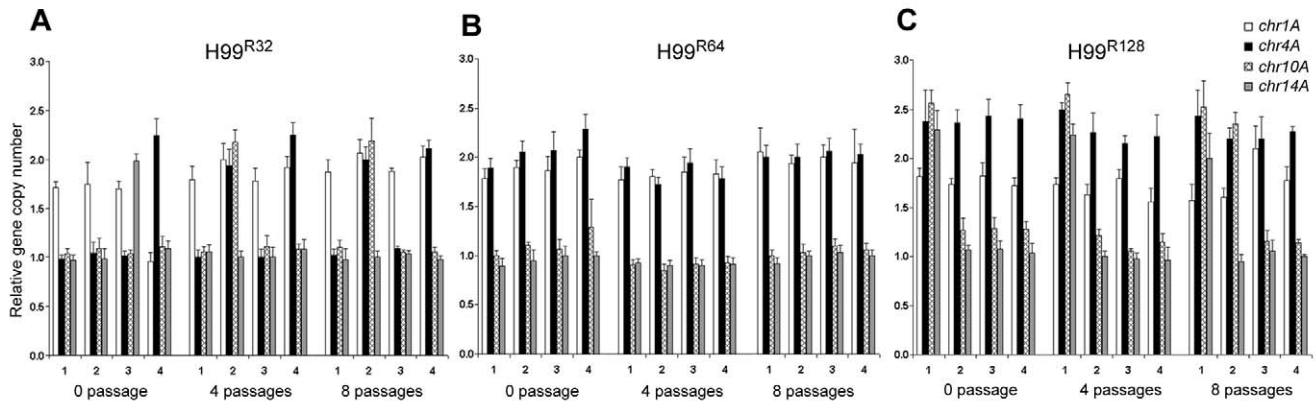 A
H99R32
Relative gene copy number
3.0
2.5
2.0
1.5
1.0
0.5
0.0
1 2 3 4 1 2 3 4 1 2 3 4
0 passage 4 passages 8 passages
B
H99R64
3.0
2.5
2.0
1.5
1.0
0.5
0.0
1 2 3 4 1 2 3 4 1 2 3 4
0 passage 4 passages 8 passages
C
H99R128
chr1A
chr4A
chr10A
chr14A
3.0
2.5
2.0
1.5
1.0
0.5
0.0
1 2 3 4 1 2 3 4 1 2 3 4
0 passage 4 passages 8 passages